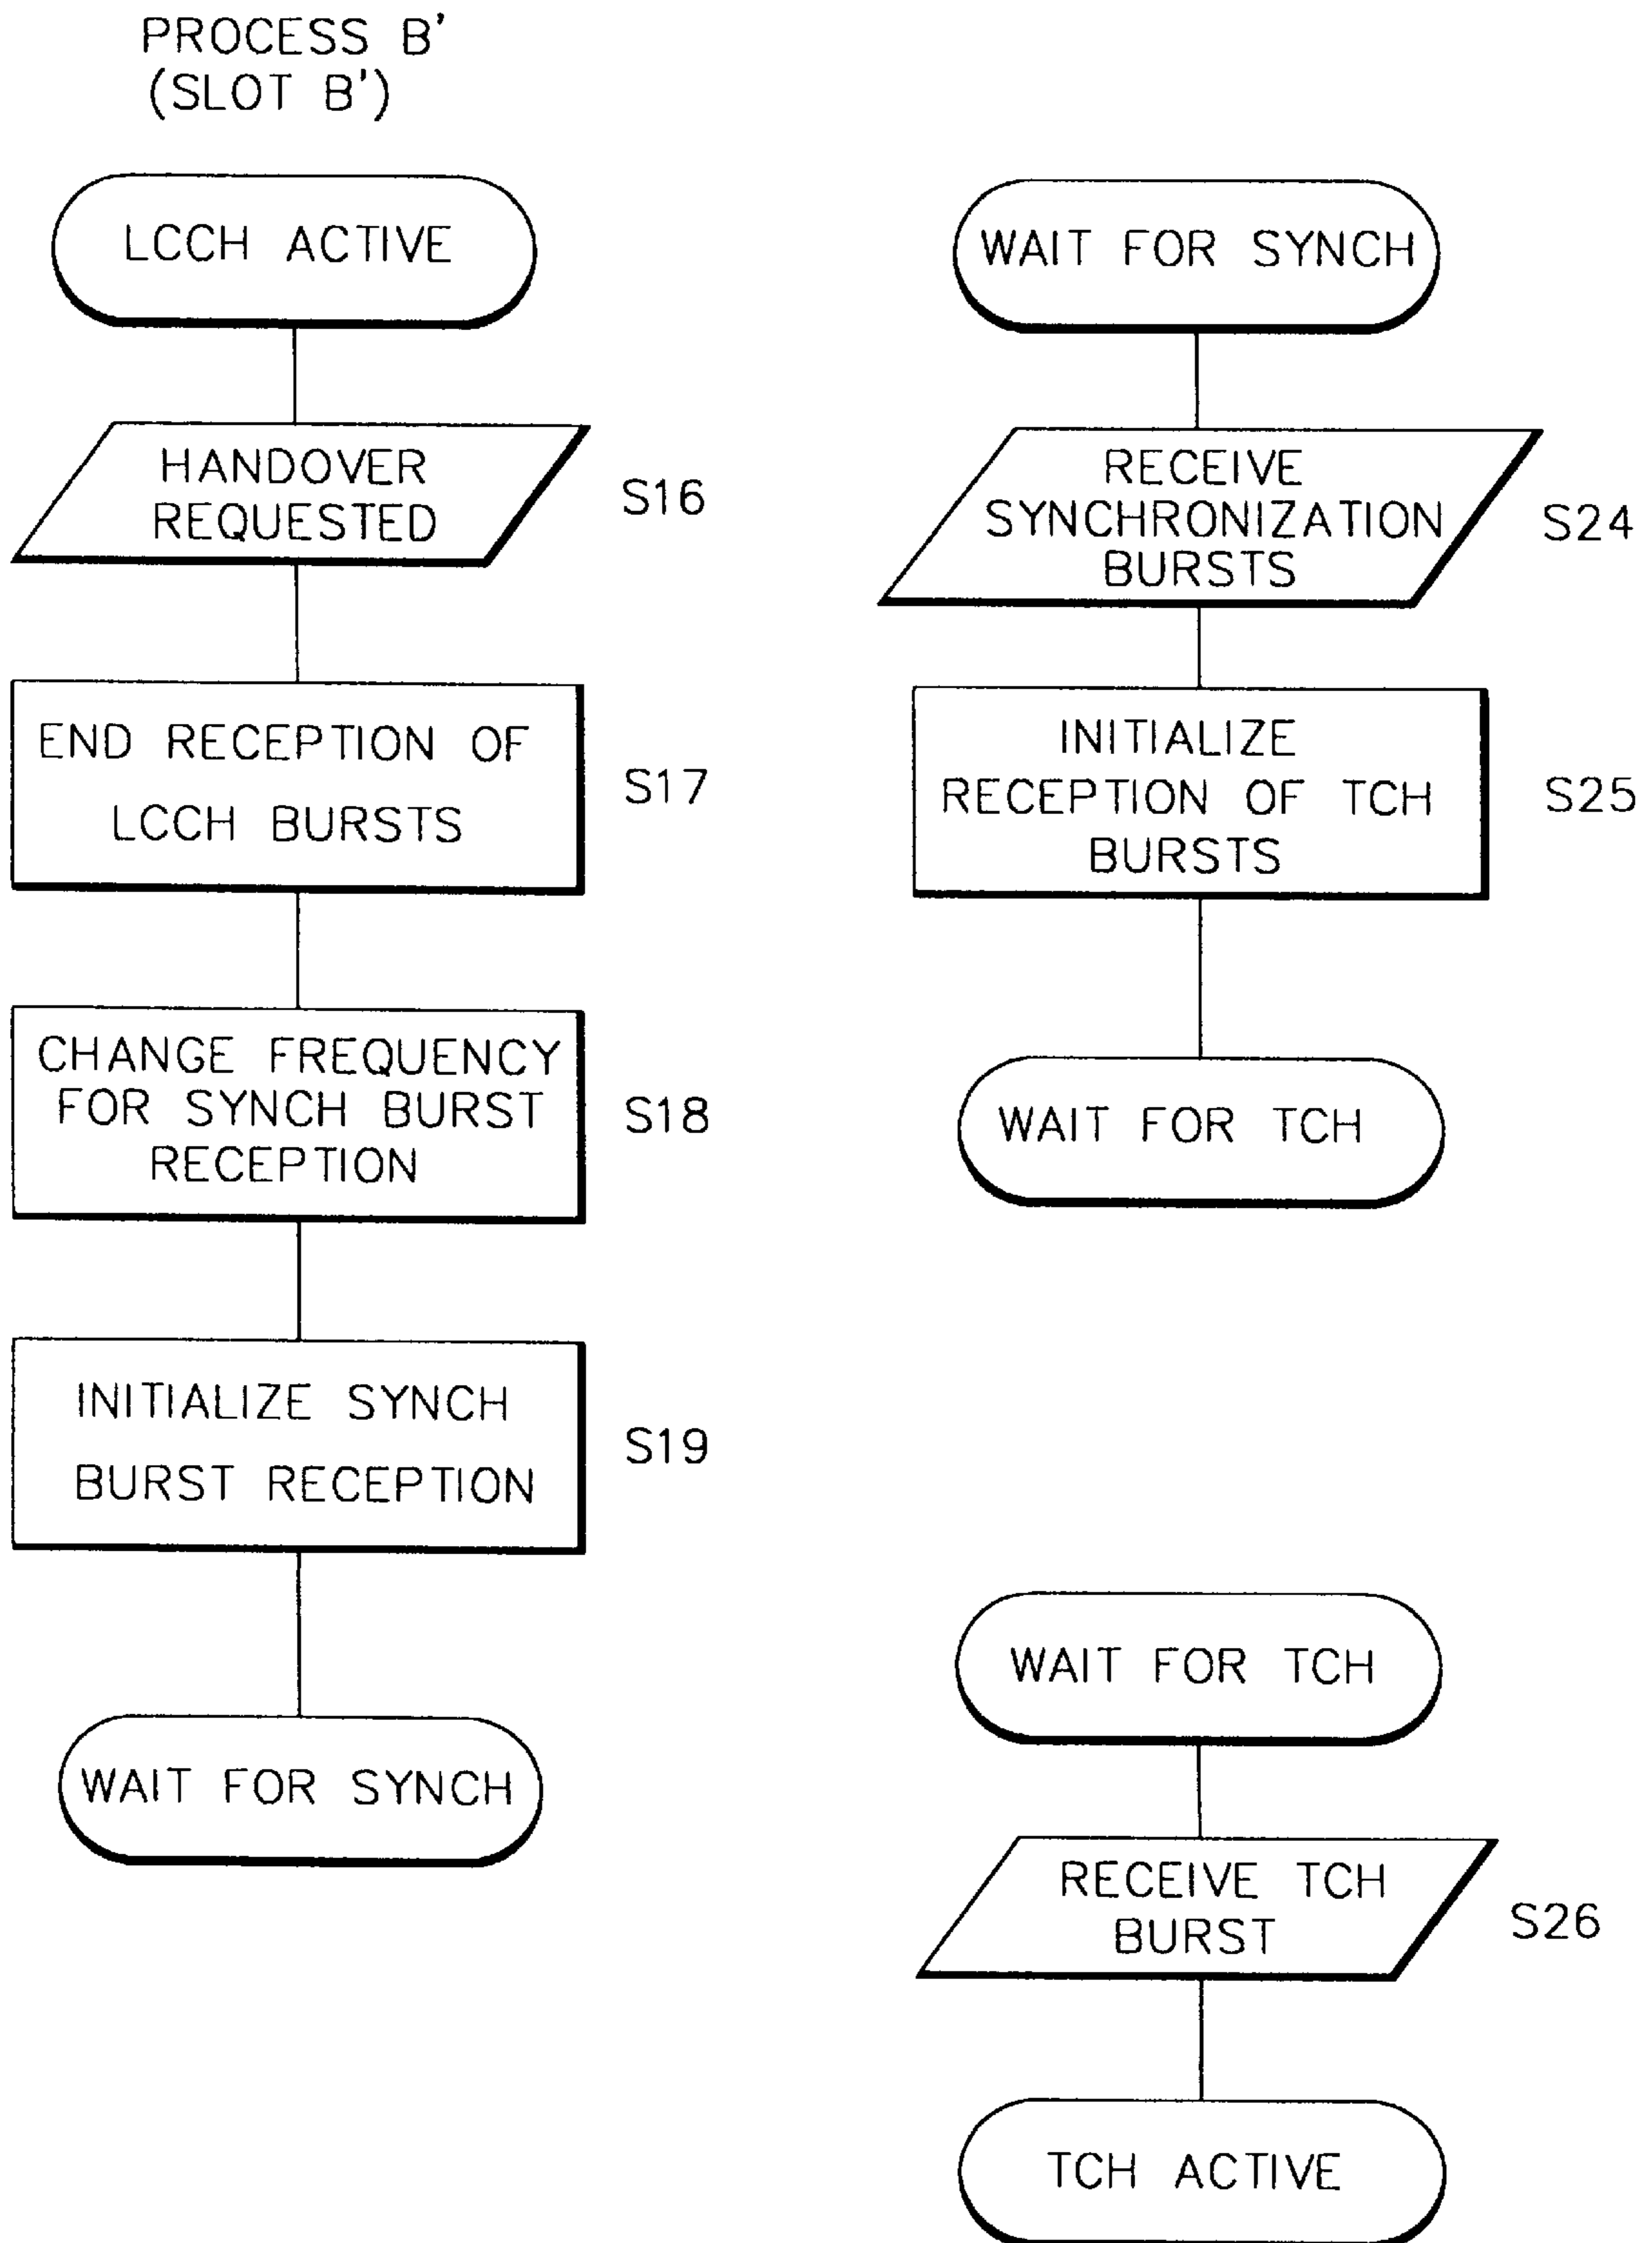 PROCESS B'
(SLOT B')
LCCH ACTIVE
HANDOVER
REQUESTED
S16
END RECEPTION OF
LCCH BURSTS
S17
CHANGE FREQUENCY
FOR SYNCH BURST
RECEPTION
S18
INITIALIZE SYNCH
BURST RECEPTION
S19
WAIT FOR SYNCH
WAIT FOR SYNCH
RECEIVE
SYNCHRONIZATION
BURSTS
S24
INITIALIZE
RECEPTION OF TCH
BURSTS
S25
WAIT FOR TCH
WAIT FOR TCH
RECEIVE TCH
BURST
S26
TCH ACTIVE